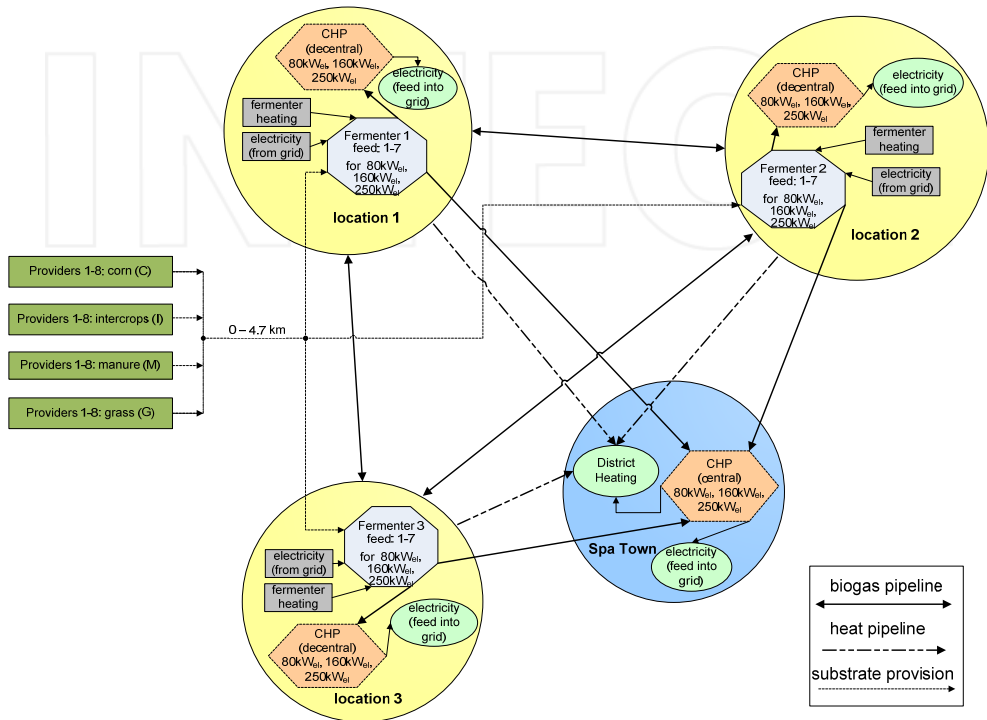 INTEC
CHP
(decentral)
80kWel, 160kWel,
250kWel
electricity
(feed into
grid)
fermenter
heating
electricity
(from grid)
Fermenter 1
feed: 1-7
for 80kWel,
160kWel,
250kWel
location 1
CHP
(decentral)
80kWel, 160kWel,
250kWel
electricity
(feed into grid)
fermenter
heating
electricity
(from grid)
Fermenter 2
feed: 1-7
for 80kWel,
160kWel,
250kWel
location 2
Providers 1-8: corn (C)
Providers 1-8: intercrops (I)
Providers 1-8: manure (M)
Providers 1-8: grass (G)
0 – 4.7 km
District
Heating
CHP
(central)
80kWel, 160kWel,
250kWel
Spa Town
electricity
(feed into
grid)
Fermenter 3
feed: 1-7
for 80kWel,
160kWel,
250kWel
electricity
(from grid)
fermenter
heating
CHP
(decentral)
80kWel, 160kWel,
250kWel
electricity
(feed into
grid)
location 3
biogas pipeline
heat pipeline
substrate provision